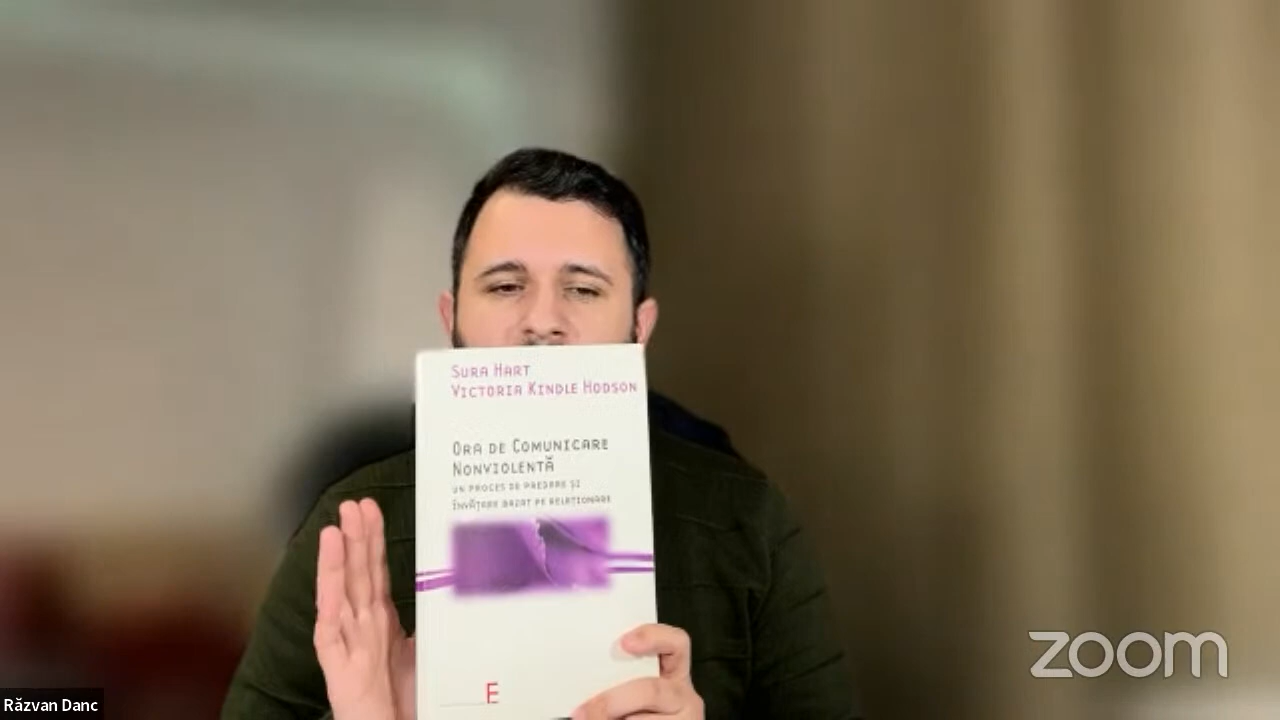 Sura Hart
Victoria Kindle Hodson
Ora de Comunicare
Nonviolentă
un proces de predare și
învățare bazat pe relaționare
E
zoom
Răzvan Danc